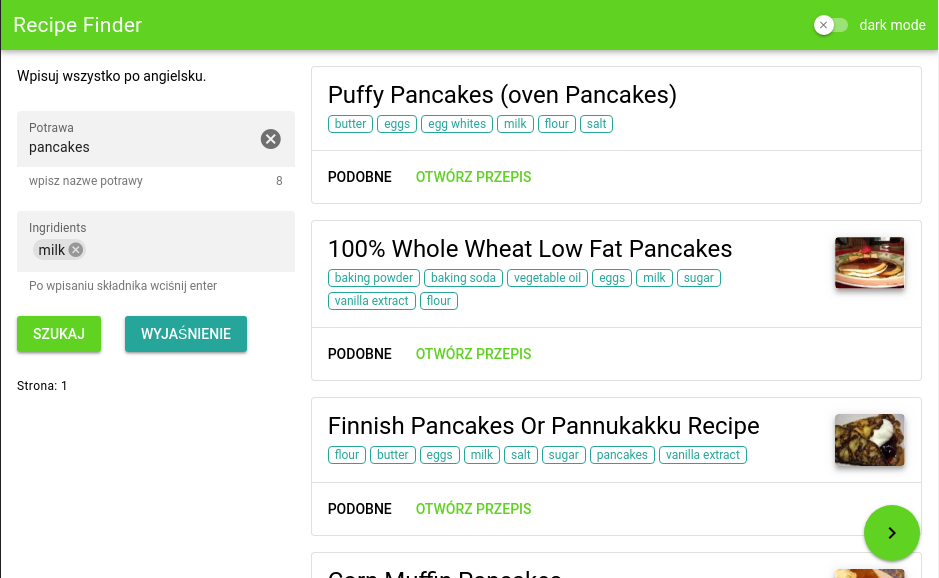 Recipe Finder
dark mode
Wpisuj wszystko po angielsku.
Potrawa
pancakes
wpisz nazwe potrawy 8
Ingridients
milk
Po wpisaniu składnika wciśnij enter
SZUKAJ WYJAŚNIENIE
Strona: 1
Puffy Pancakes (oven Pancakes)
butter eggs egg whites milk flour salt
PODOBNE OTWÓRZ PRZEPIS
100% Whole Wheat Low Fat Pancakes
baking powder baking soda vegetable oil eggs milk sugar
vanilla extract flour
PODOBNE OTWÓRZ PRZEPIS
Finnish Pancakes Or Pannukakku Recipe
flour butter eggs milk salt sugar pancakes vanilla extract
PODOBNE OTWÓRZ PRZEPIS
Corn Muffin Pancakes